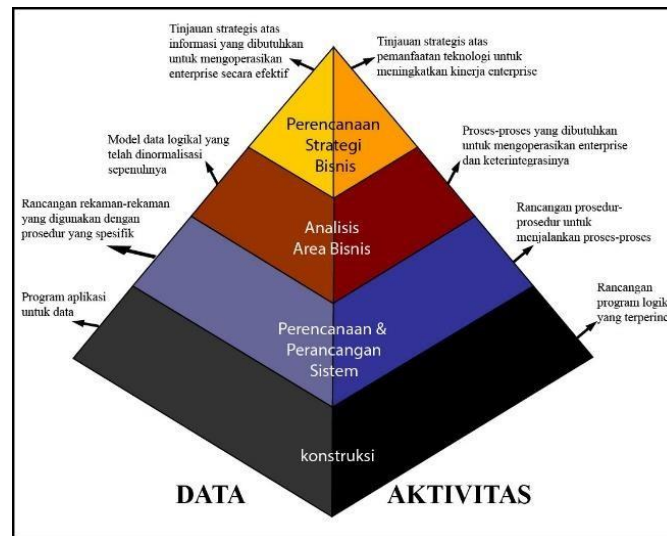 Tinjauan strategis atas
informasi yang dibutuhkan
untuk mengoperasikan
enterprise secara efektif
Tinjauan strategis atas
pemanfaatan teknologi untuk
meningkatkan kinerja enterprise
Perencanaan
Strategi
Bisnis
Model data logikal yang
telah dinormalisasi
sepenuhnya
Proses-proses yang dibutuhkan
untuk mengoperasikan enterprise
dan keterintegrasinya
Analisis
Area Bisnis
Rancangan rekaman-rekaman
yang digunakan dengan
prosedur yang spesifik
Rancangan prosedur-
prosedur untuk
menjalankan proses-proses
Perencanaan &
Perancangan
Sistem
Program aplikasi
untuk data
Rancangan
program logik
yang terperinc
konstruksi
DATA
AKTIVITAS